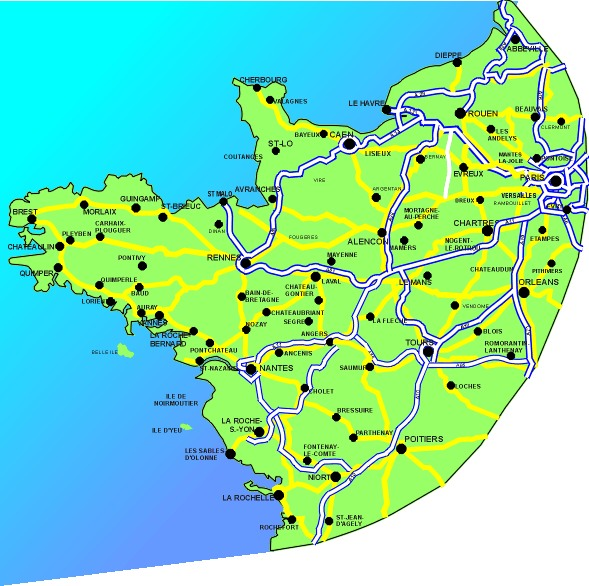 ABBEVILLE
DIEPPE
CHERBOURG
VALAGNES
LE HAVRE
ROUEN
BEAUVAIS
CLERMONT
LES
ANDELYS
BAYEUX
CAEN
ST-LO
LISIEUX
BERNAY
MANTES
LA-JOLIE
PONTOISE
COUTANCES
EVREUX
PARIS
VIRE
ARGENTAN
ST MALO
AVRANCHES
DREUX
VERSAILLES
RAMBOUILLET
GUINGAMP
BREST
MORLAIX
ST-BRIEUC
CARHAIX-
PLOUGUER
PLEYBEN
DINAN
MORTAGNE-
AU-PERCHE
CHARTRES
FOUGERES
ALENCON
MAMERS
NOGENT-
LE-ROTROU
ETAMPES
CHATEAULIN
QUIMPER
PONTIVY
RENNES
MAYENNE
CHATEAUDUN
PITHIVIERS
LAVAL
LE MANS
ORLEANS
QUIMPERLE
BAUD
LORIENT
AURAY
VANNES
BAIN-DE-
BRETAGNE
CHATEAU-
GONTIER
CHATEAUBRIANT
SEGRE
VENDOME
LA FLECHE
NOZAY
ANGERS
BLOIS
ROMORANTIN-
LANTHENAY
LA ROCHE-
BERNARD
PONTCHATEAU
TOURS
BELLE ILE
ANCENIS
ST-NAZAIRE
NANTES
SAUMUR
LOCHES
CHOLET
ILE DE
NOIRMOUTIER
BRESSUIRE
LA ROCHE-
S.-YON
ILE D'YEU
PARTHENAY
POITIERS
LES SABLES
D'OLONNE
FONTENAY-
LE-COMTE
NIORT
LA ROCHELLE
ROCHEFORT
ST-JEAN-
D'AGELY